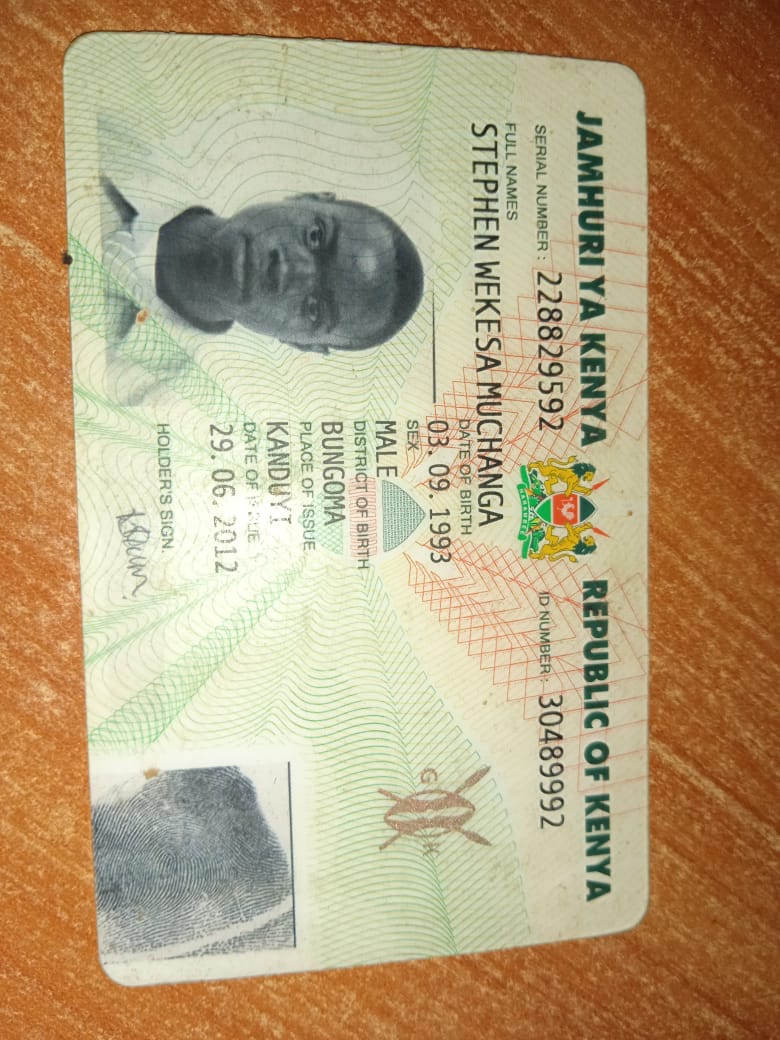 JAMHURI YA KENYA REPUBLIC OF KENYA
SERIAL NUMBER: 228829592 ID NUMBER: 30489992
FULL NAMES
STEPHEN WEKESA MUCHANGA
DATE OF BIRTH
03. 09. 1993
SEX
MALE
DISTRICT OF BIRTH
BUNGOMA
PLACE OF ISSUE
KANDUYI
DATE OF ISSUE
29. 06. 2012
HOLDER'S SIGN.
HARAMBEE
G K